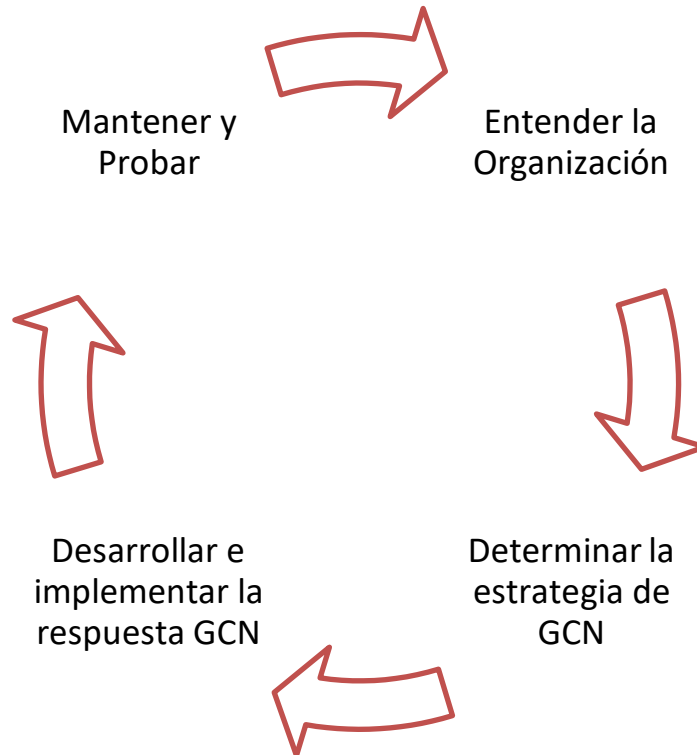 Mantener y
Probar
Entender la
Organización
Determinar la
estrategia de
GCN
Desarrollar e
implementar la
respuesta GCN